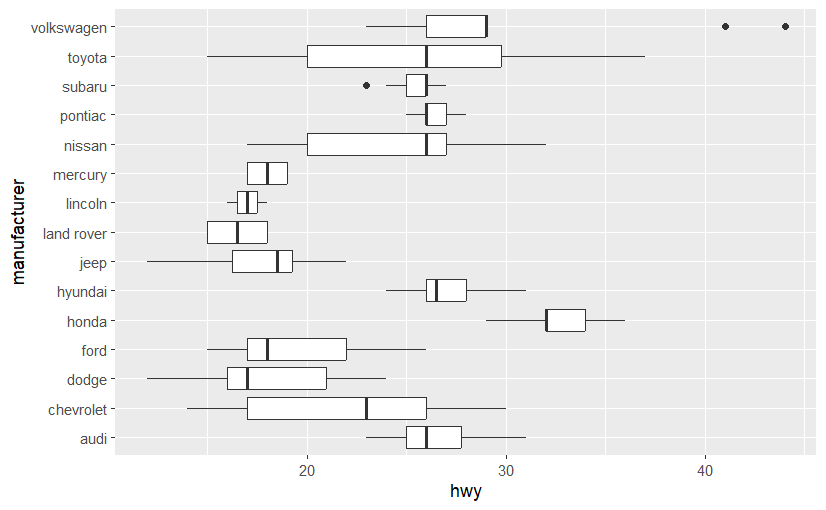 volkswagen
toyota
subaru
pontiac
nissan
mercury
lincoln
land rover
jeep
hyundai
honda
ford
dodge
chevrolet
audi
manufacturer
20 30 40
hwy